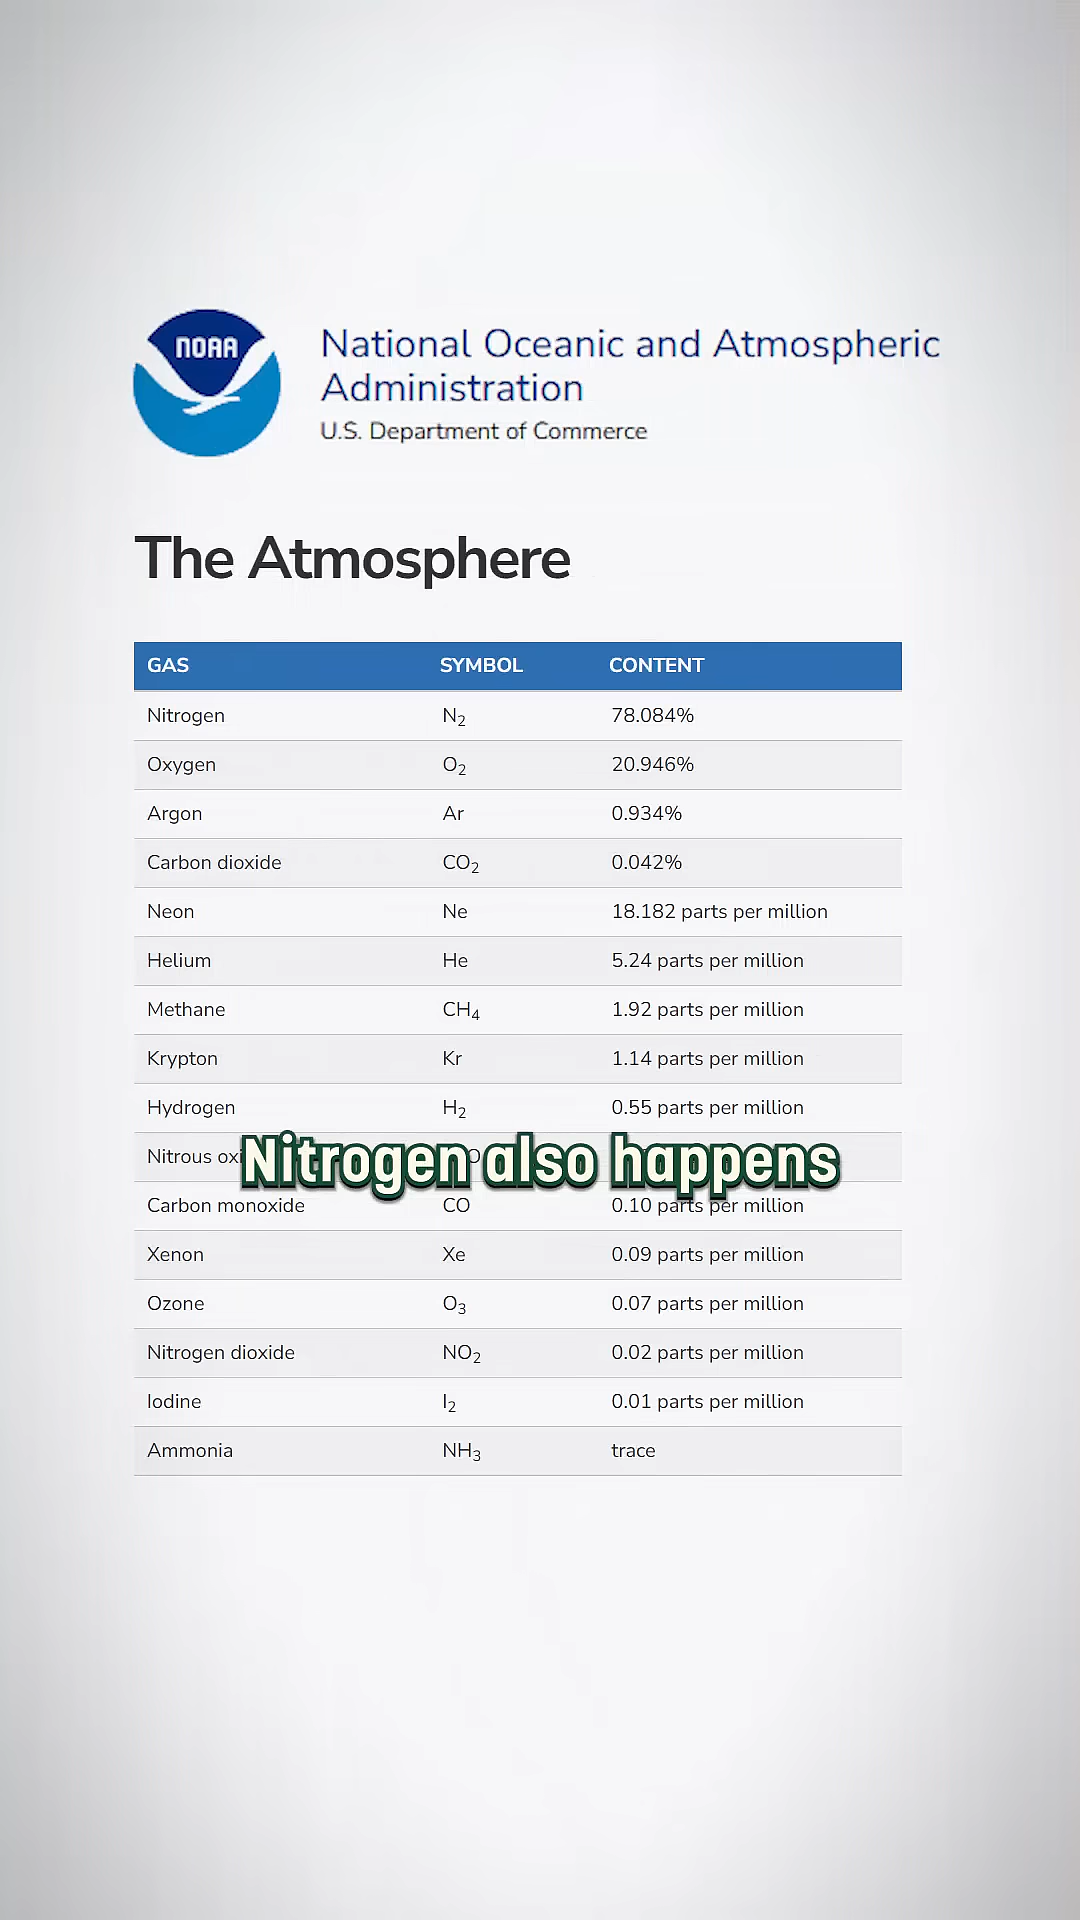 NOAA
National Oceanic and Atmospheric
Administration
U.S. Department of Commerce
The Atmosphere
GAS SYMBOL CONTENT
Nitrogen N₂ 78.084%
Oxygen O₂ 20.946%
Argon Ar 0.934%
Carbon dioxide CO₂ 0.042%
Neon Ne 18.182 parts per million
Helium He 5.24 parts per million
Methane CH₄ 1.92 parts per million
Krypton Kr 1.14 parts per million
Hydrogen H₂ 0.55 parts per million
Nitrous
Nitrogen also happens
Carbon monoxide CO 0.10 parts per million
Xenon Xe 0.09 parts per million
Ozone O₃ 0.07 parts per million
Nitrogen dioxide NO₂ 0.02 parts per million
Iodine I₂ 0.01 parts per million
Ammonia NH₃ trace